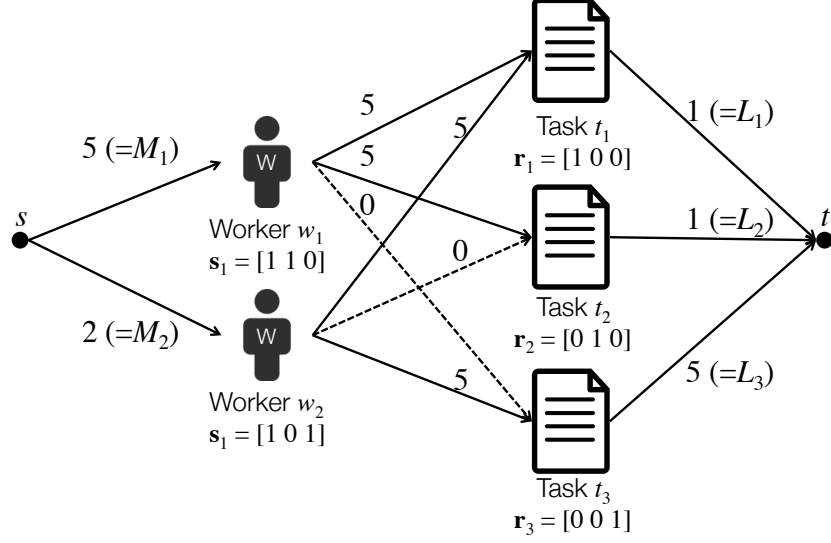 5 (=M₁)
2 (=M₂)
s
W
Worker w₁
s₁ = [1 1 0]
W
Worker w₂
s₁ = [1 0 1]
5
5
0
5
0
5
Task t₁
r₁ = [1 0 0]
Task t₂
r₂ = [0 1 0]
Task t₃
r₃ = [0 0 1]
1 (=L₁)
1 (=L₂)
5 (=L₃)
t